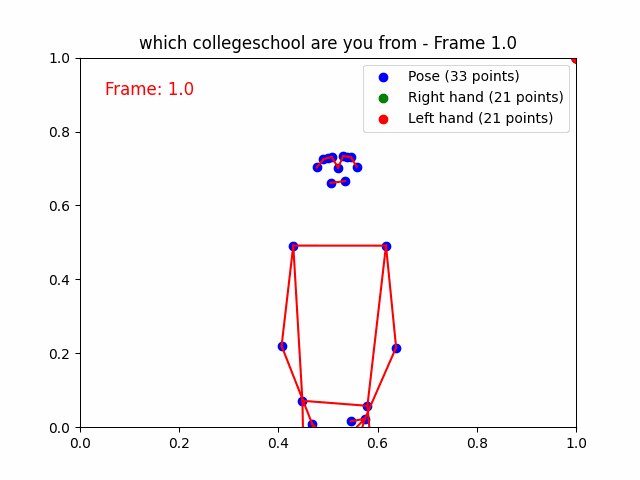 which collegeschool are you from - Frame 1.0
Frame: 1.0
Pose (33 points)
Right hand (21 points)
Left hand (21 points)
1.0
0.8
0.6
0.4
0.2
0.0
0.0 0.2 0.4 0.6 0.8 1.0